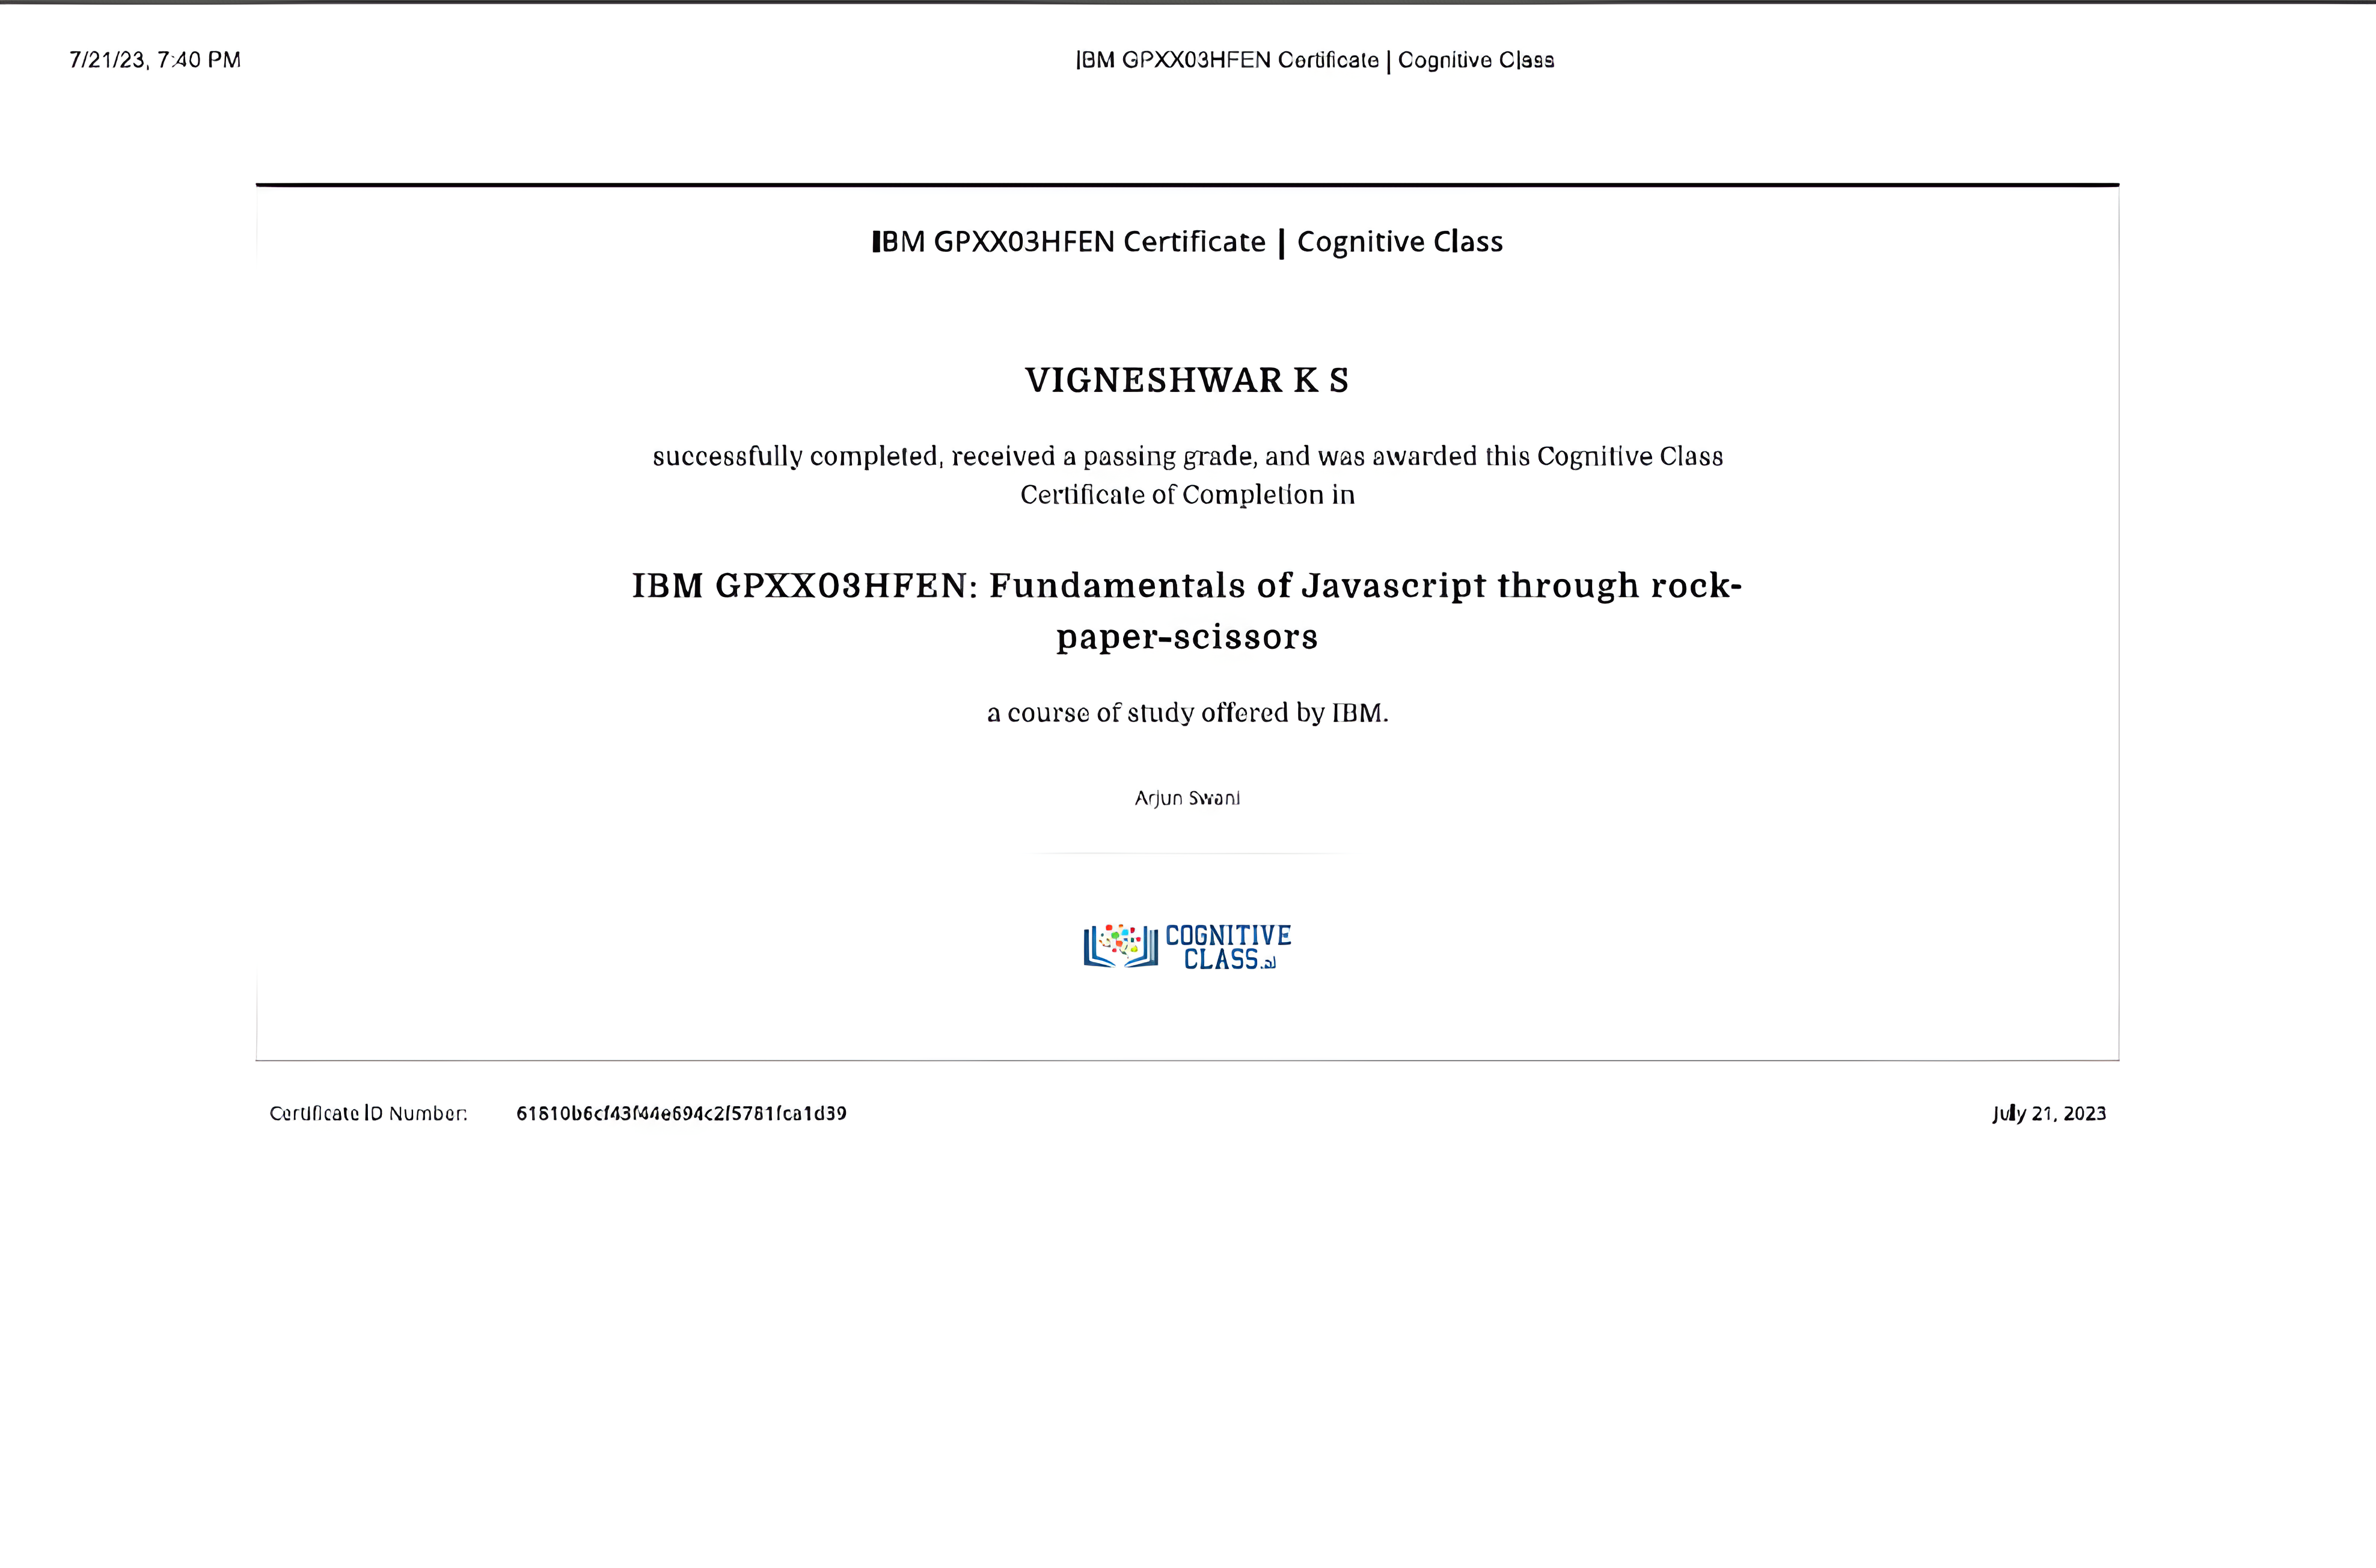 7/21/23, 7:40 PM
IBM GPXX03HFEN Certificate | Cognitive Class
IBM GPXX03HFEN Certificate | Cognitive Class
VIGNESHWAR K S
successfully completed, received a passing grade, and was awarded this Cognitive Class
Certificate of Completion in
IBM GPXX03HFEN: Fundamentals of Javascript through rock-
paper-scissors
a course of study offered by IBM.
Arjun Swani
COGNITIVE
CLASS.ai
Certificate ID Number:
July 21, 2023